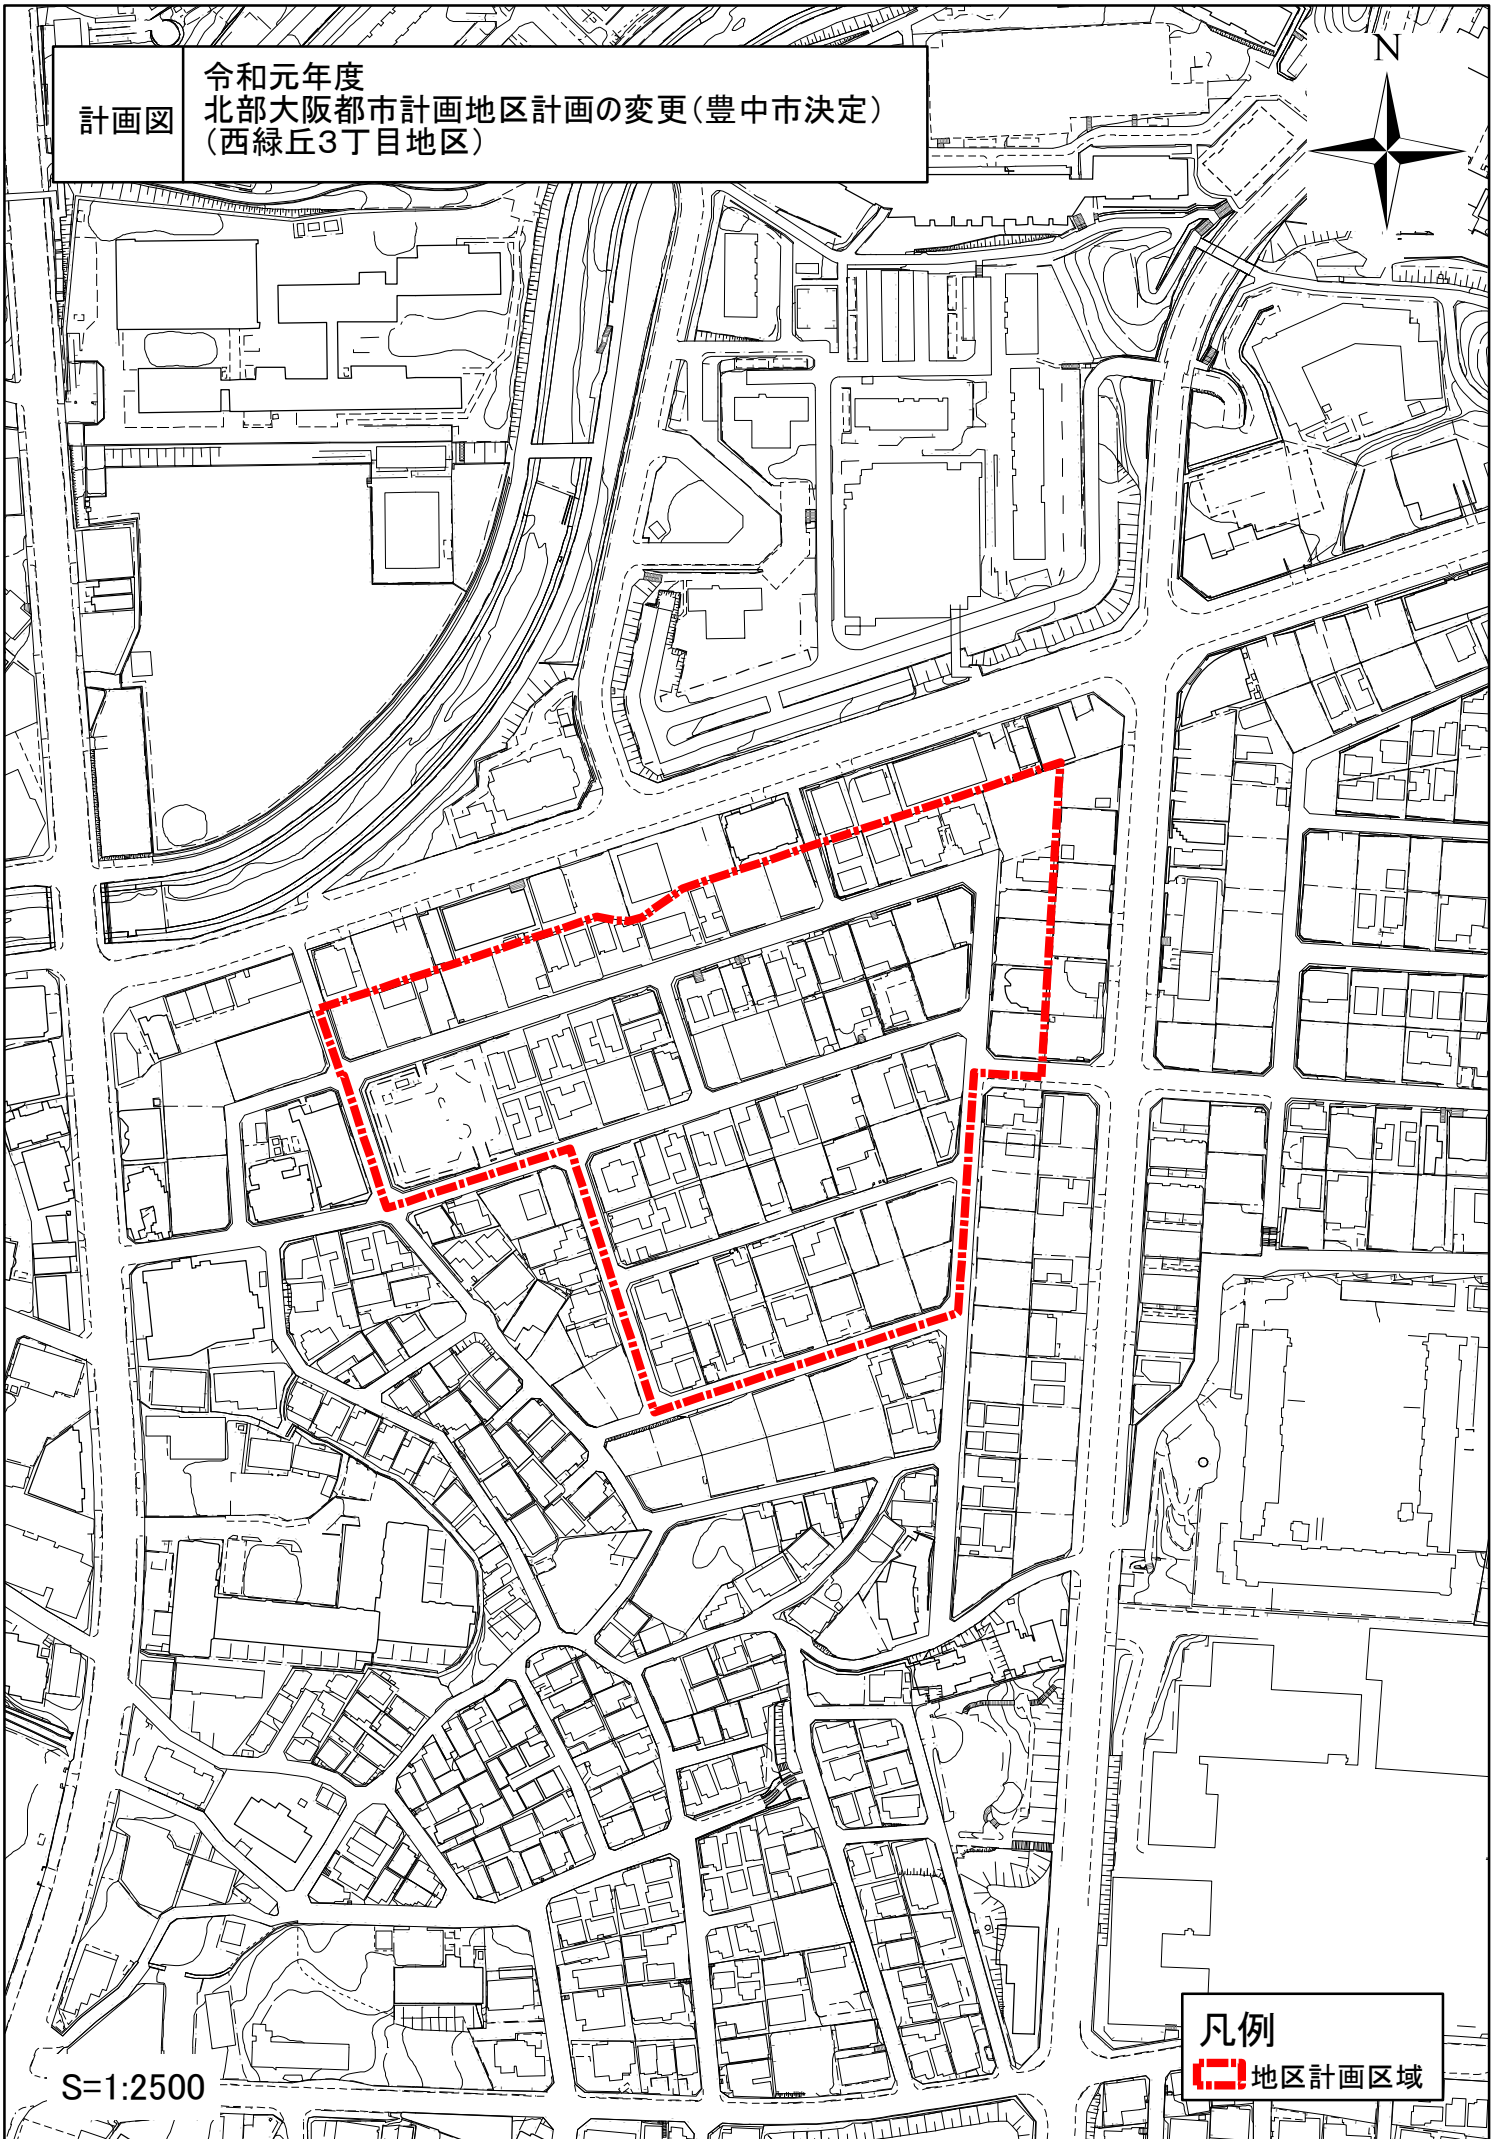 計画図
令和元年度
北部大阪都市計画地区計画の変更(豊中市決定)
(西緑丘3丁目地区)
N
S=1:2500
凡例
地区計画区域